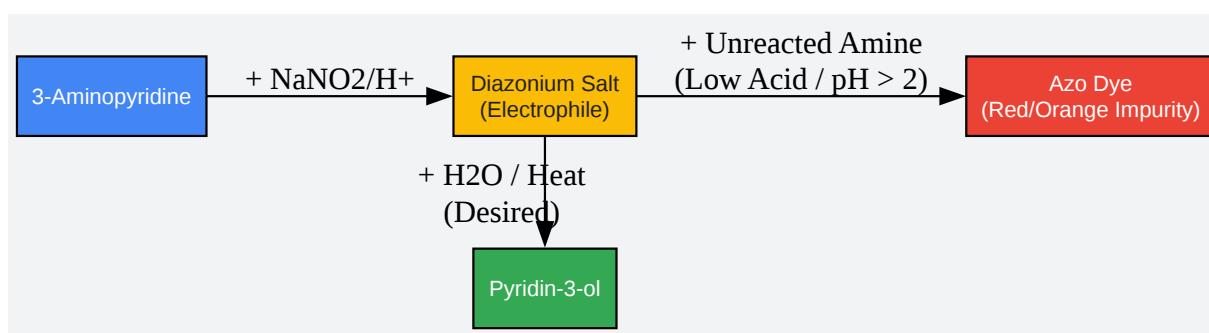 3-Aminopyridine
+ NaNO2/H+
Diazonium Salt
(Electrophile)
+ Unreacted Amine
(Low Acid / pH > 2)
Azo Dye
(Red/Orange Impurity)
+ H2O / Heat
(Desired)
Pyridin-3-ol